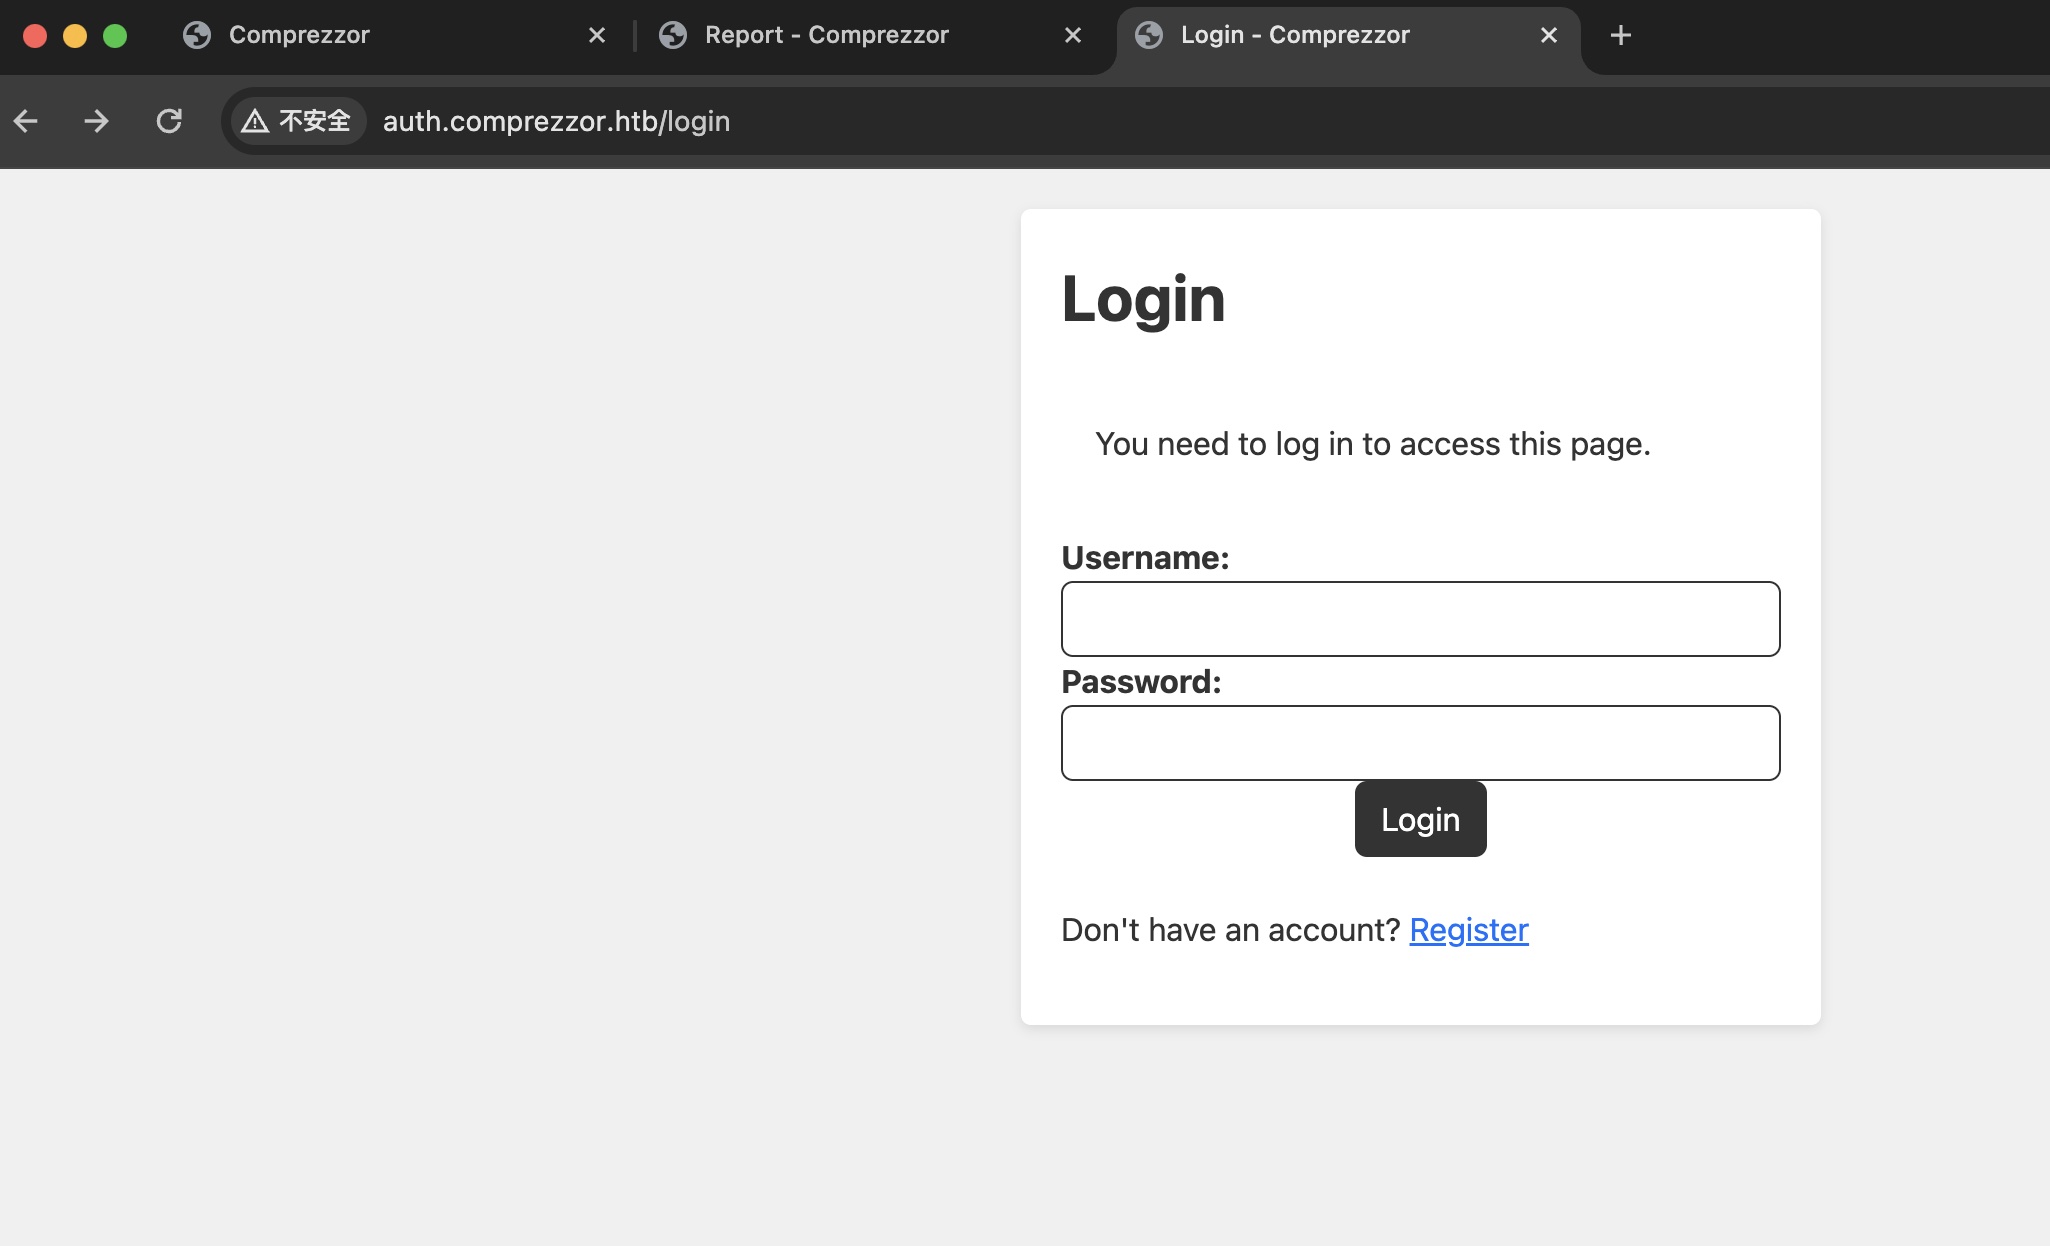 Comprezzor
Report - Comprezzor
Login - Comprezzor
不安全 auth.comprezzor.htb/login
Login
You need to log in to access this page.
Username:
Password:
Login
Don't have an account? Register